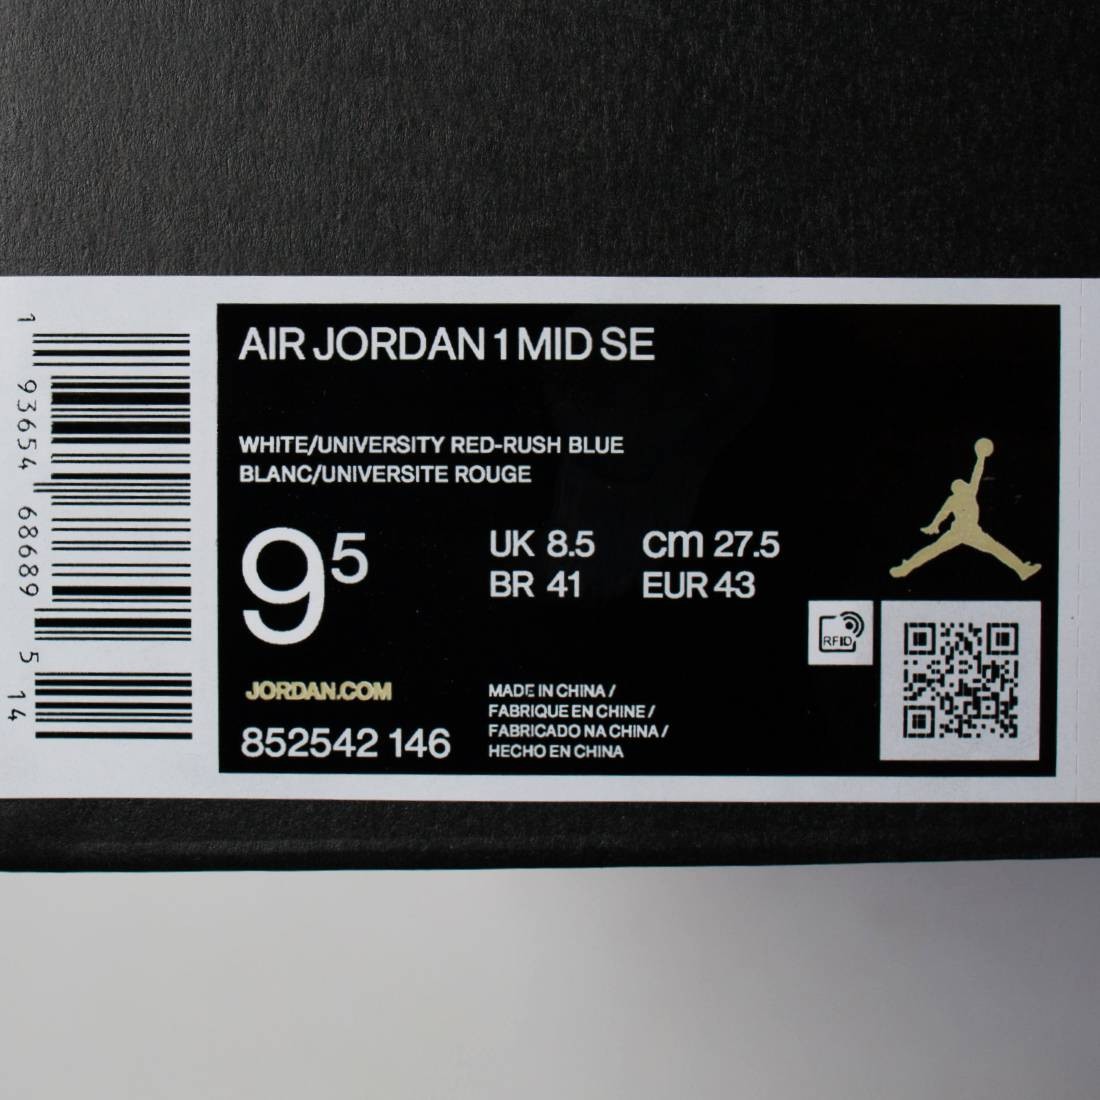 AIR JORDAN 1 MID SE
WHITE/UNIVERSITY RED-RUSH BLUE
BLANC/UNIVERSITE ROUGE
9 5
UK 8.5 cm 27.5
BR 41 EUR 43
RFID
JORDAN.COM
852542 146
MADE IN CHINA /
FABRIQUE EN CHINE /
FABRICADO NA CHINA /
HECHO EN CHINA
1 93654 68689 5 14